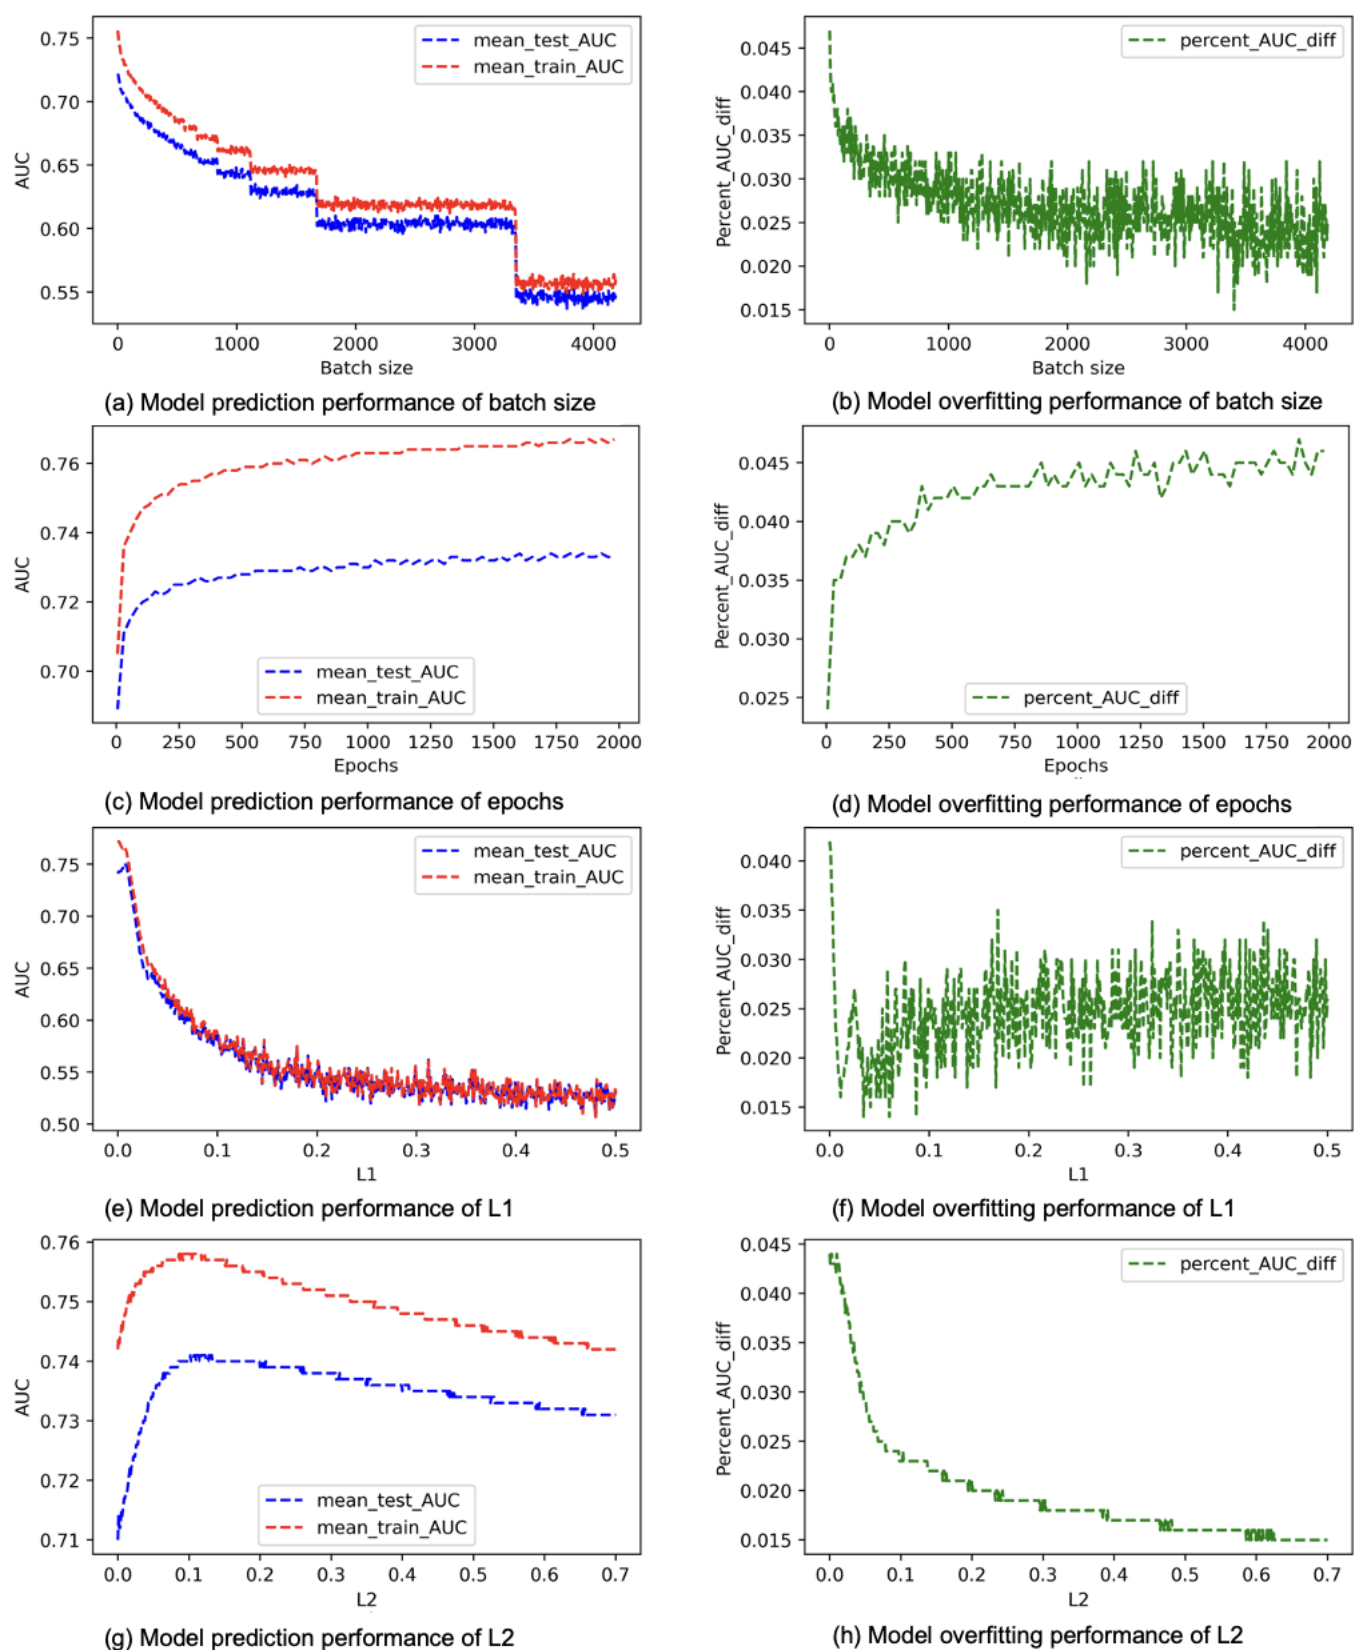 0.75
0.70
0.65
0.60
0.55
AUC
mean_test_AUC
mean_train_AUC
0 1000 2000 3000 4000
Batch size
(a) Model prediction performance of batch size
0.045
0.040
0.035
0.030
0.025
0.020
0.015
Percent_AUC_diff
percent_AUC_diff
0 1000 2000 3000 4000
Batch size
(b) Model overfitting performance of batch size
0.76
0.74
0.72
0.70
AUC
mean_test_AUC
mean_train_AUC
0 250 500 750 1000 1250 1500 1750 2000
Epochs
(c) Model prediction performance of epochs
0.045
0.040
0.035
0.030
0.025
Percent_AUC_diff
percent_AUC_diff
0 250 500 750 1000 1250 1500 1750 2000
Epochs
(d) Model overfitting performance of epochs
0.75
0.70
0.65
0.60
0.55
0.50
AUC
mean_test_AUC
mean_train_AUC
0.0 0.1 0.2 0.3 0.4 0.5
L1
(e) Model prediction performance of L1
0.040
0.035
0.030
0.025
0.020
0.015
Percent_AUC_diff
percent_AUC_diff
0.0 0.1 0.2 0.3 0.4 0.5
L1
(f) Model overfitting performance of L1
0.76
0.75
0.74
0.73
0.72
0.71
AUC
mean_test_AUC
mean_train_AUC
0.0 0.1 0.2 0.3 0.4 0.5 0.6 0.7
L2
(g) Model prediction performance of L2
0.045
0.040
0.035
0.030
0.025
0.020
0.015
Percent_AUC_diff
percent_AUC_diff
0.0 0.1 0.2 0.3 0.4 0.5 0.6 0.7
L2
(h) Model overfitting performance of L2